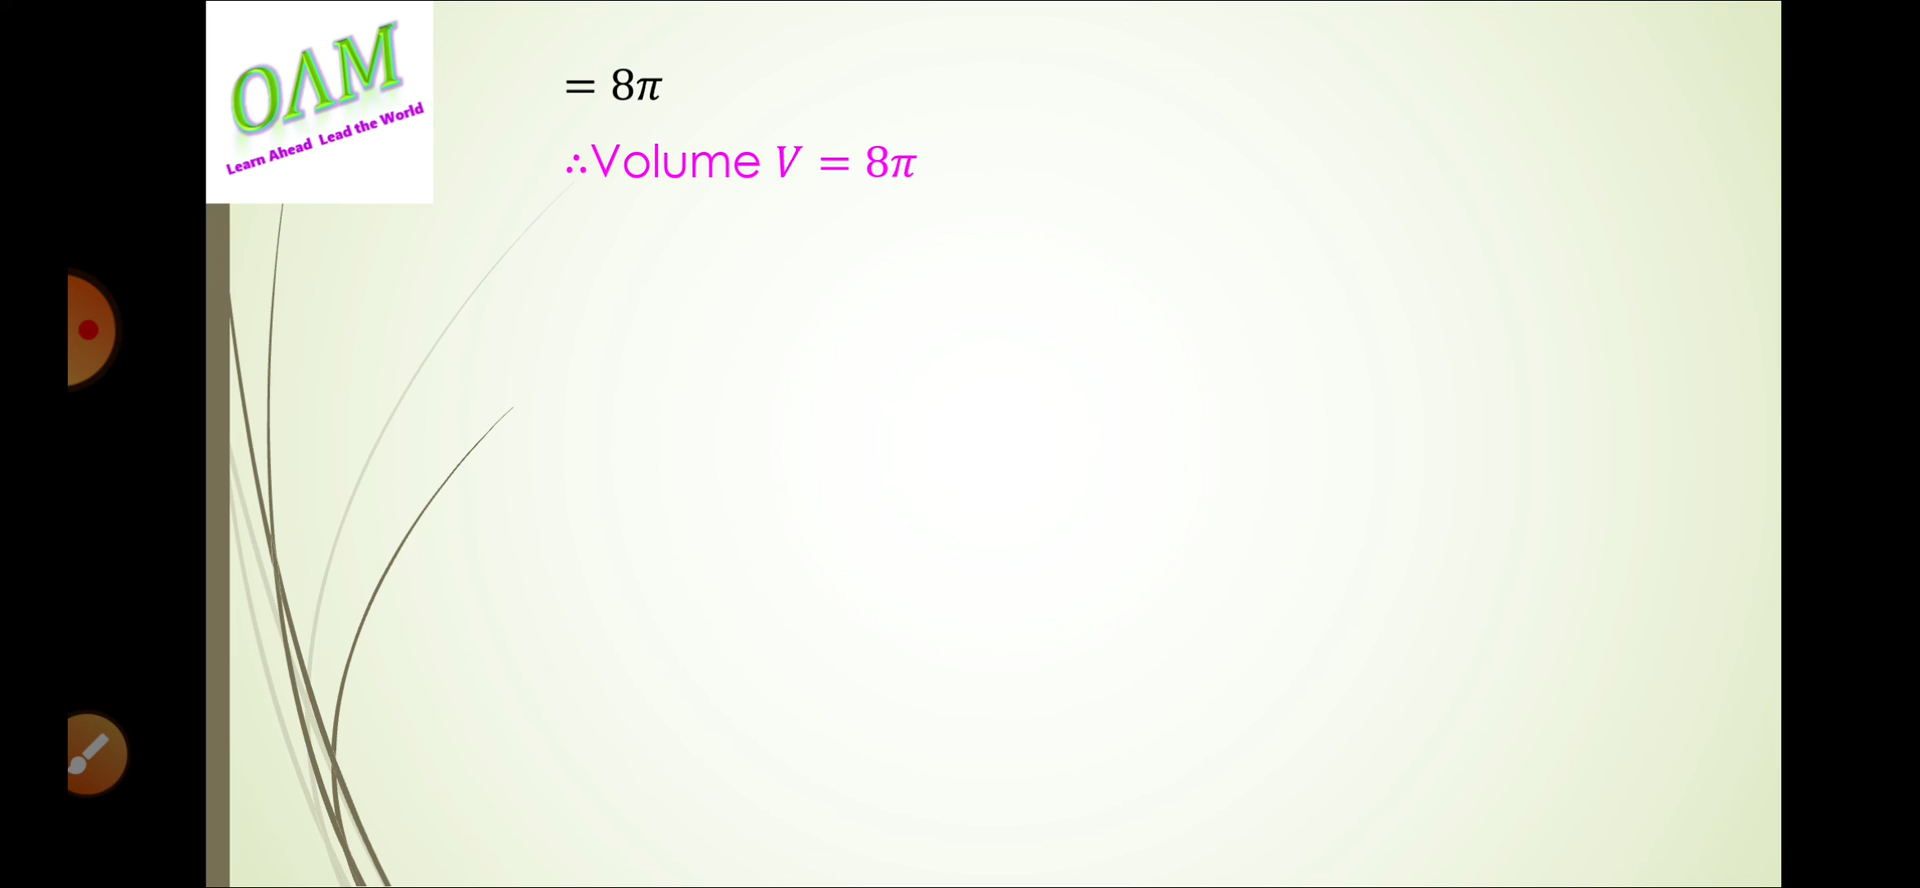 OΛM
Learn Ahead Lead the World
= 8π
∴Volume V = 8π